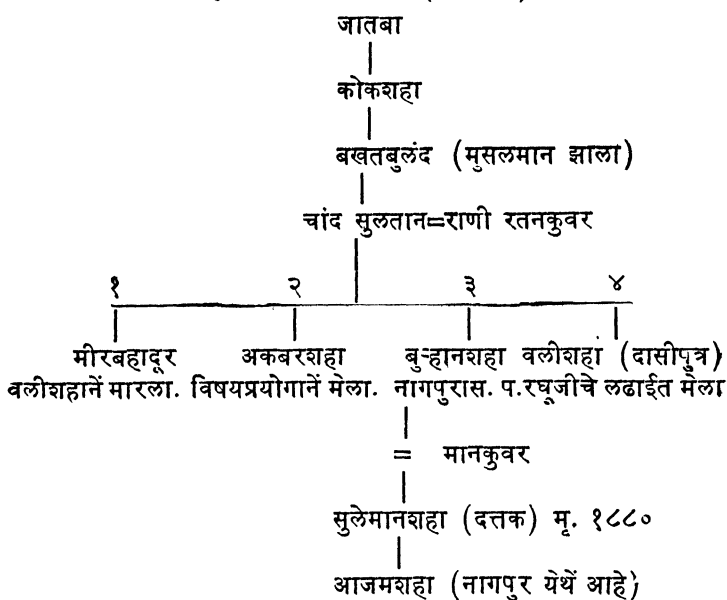 जातबा
कोकशहा
बखतबुलंद (मुसलमान झाला)
चांद सुलतान=राणी रतनकुवर
१ २ ३ ४
मीरबहादूर अकबरशहा बुऱ्हानशहा वलीशहा (दासीपुत्र)
वलीशहानें मारला. विषयप्रयोगानें मेला. नागपुरास. प.रघूजीचे लढाईत मेला
= मानकुवर
सुलेमानशहा (दत्तक) मृ. १८८०
आजमशहा (नागपुर येथें आहे)